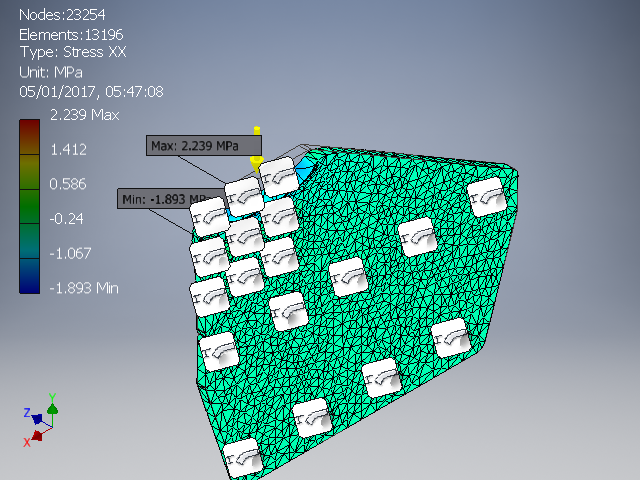 Nodes:23254
Elements:13196
Type: Stress XX
Unit: MPa
05/01/2017, 05:47:08
2.239 Max
1.412
0.586
-0.24
-1.067
-1.893 Min
Max: 2.239 MPa
Min: -1.893
Y
Z
X